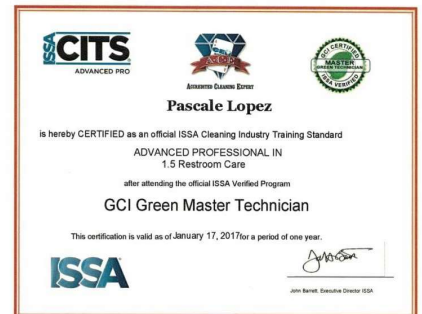 ISSA CITS
ADVANCED PRO
ACE
ACCREDITED CLEANING EXPERT
GCI CERTIFIED
MASTER
GREEN TECHNICIAN
ISSA VERIFIED
Pascale Lopez
is hereby CERTIFIED as an official ISSA Cleaning Industry Training Standard
ADVANCED PROFESSIONAL IN
1.5 Restroom Care
after attending the official ISSA Verified Program
GCI Green Master Technician
This certification is valid as of January 17, 2017for a period of one year.
ISSA
John Barrett. Executive Director ISSA